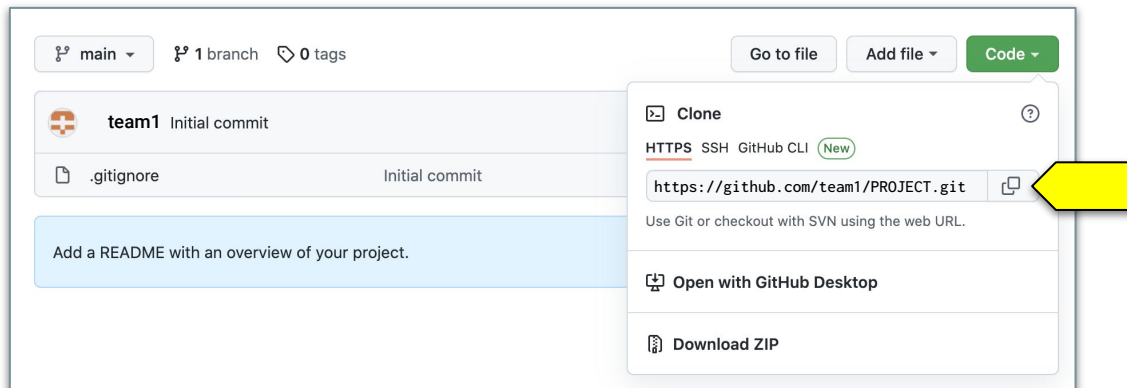 main 1 branch 0 tags Go to file Add file Code
team1 Initial commit
.gitignore Initial commit
Add a README with an overview of your project.
Clone
HTTPS SSH GitHub CLI New
https://github.com/team1/PROJECT.git
Use Git or checkout with SVN using the web URL.
Open with GitHub Desktop
Download ZIP